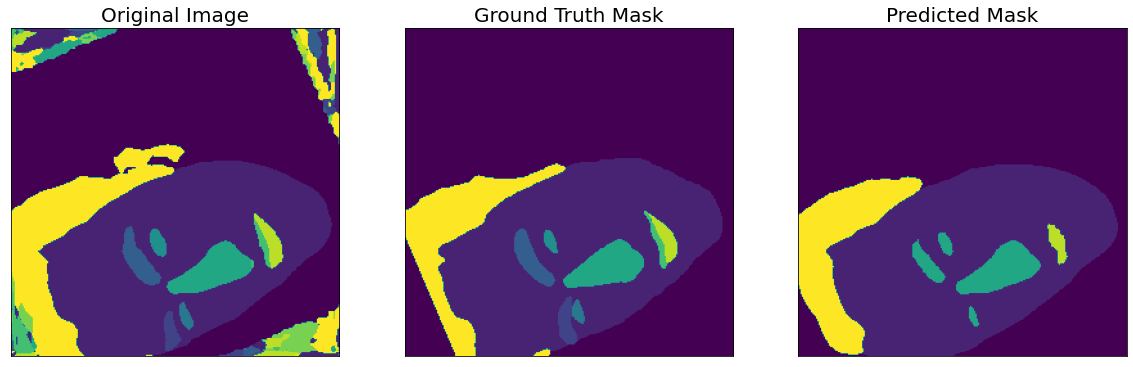 Original Image
Ground Truth Mask
Predicted Mask